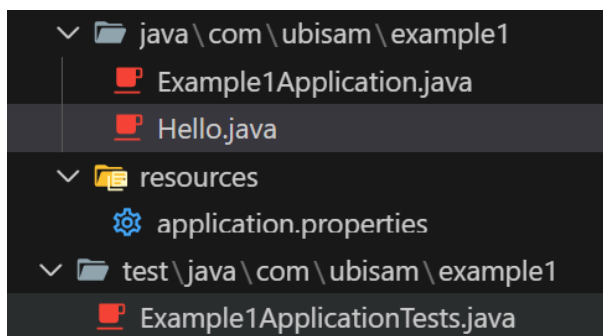 java\com\ubisam\example1
Example1Application.java
Hello.java
resources
application.properties
test\java\com\ubisam\example1
Example1ApplicationTests.java